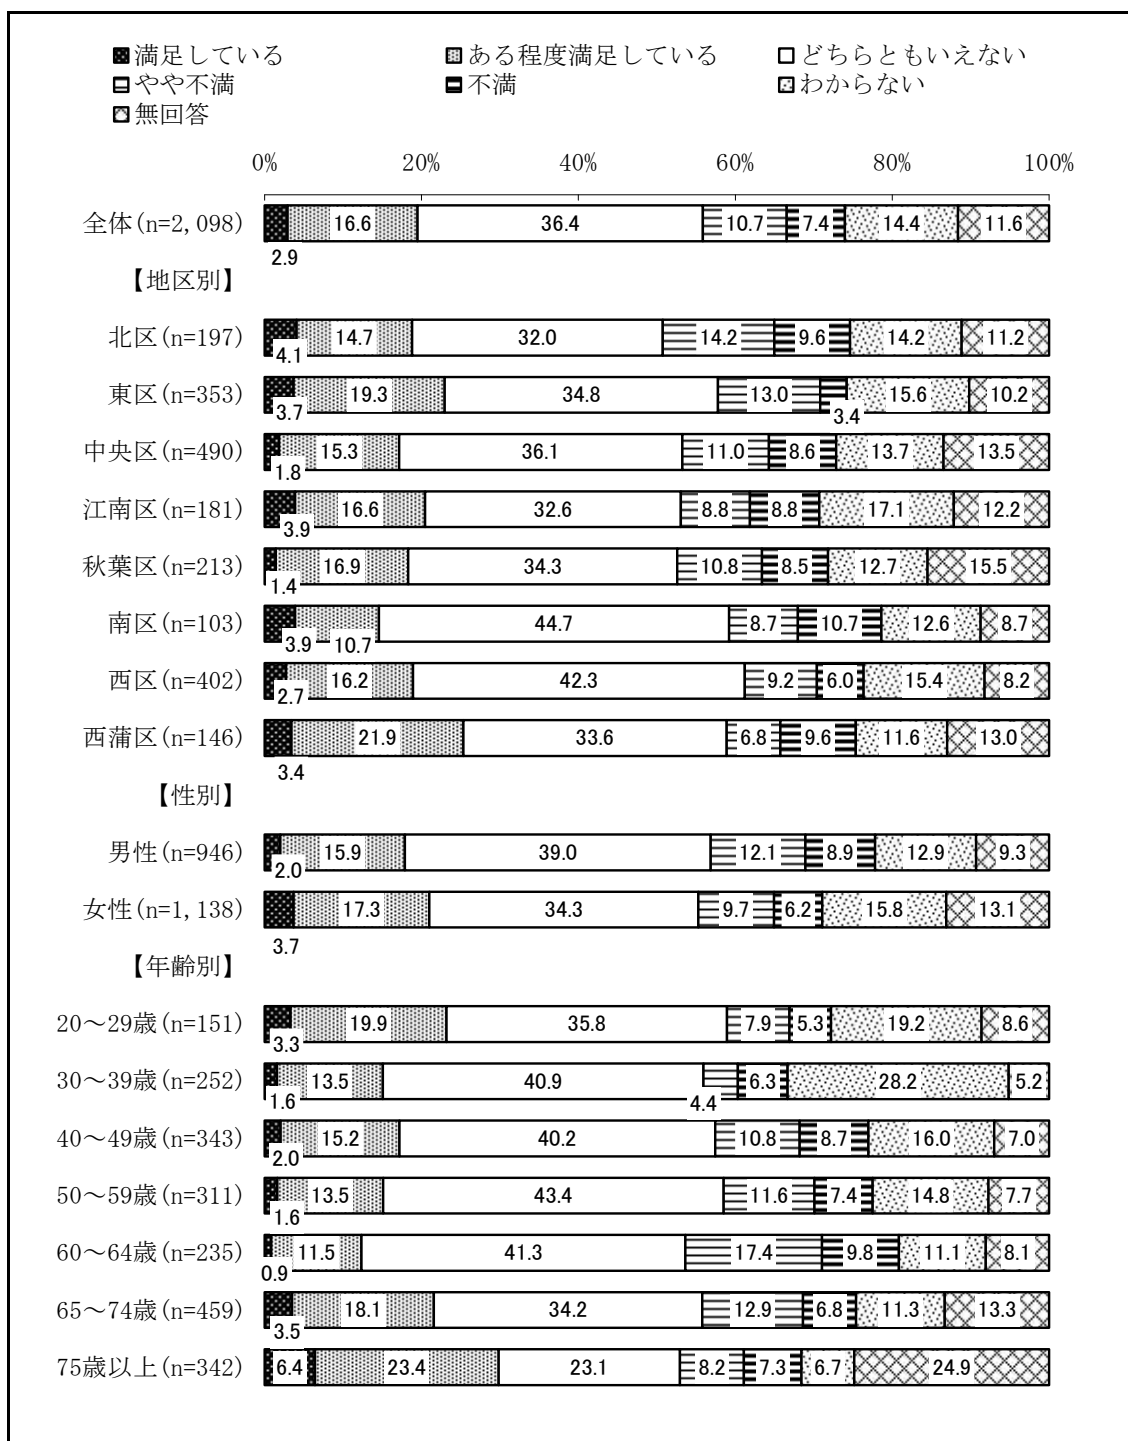 満足している ある程度満足している どちらともいえない
やや不満 不満 わからない
無回答
0% 20% 40% 60% 80% 100%
全体(n=2,098) 2.9 16.6 36.4 10.7 7.4 14.4 11.6
【地区別】
北区(n=197) 4.1 14.7 32.0 14.2 9.6 14.2 11.2
東区(n=353) 3.7 19.3 34.8 13.0 3.4 15.6 10.2
中央区(n=490) 1.8 15.3 36.1 11.0 8.6 13.7 13.5
江南区(n=181) 3.9 16.6 32.6 8.8 8.8 17.1 12.2
秋葉区(n=213) 1.4 16.9 34.3 10.8 8.5 12.7 15.5
南区(n=103) 3.9 10.7 44.7 8.7 10.7 12.6 8.7
西区(n=402) 2.7 16.2 42.3 9.2 6.0 15.4 8.2
西蒲区(n=146) 3.4 21.9 33.6 6.8 9.6 11.6 13.0
【性別】
男性(n=946) 2.0 15.9 39.0 12.1 8.9 12.9 9.3
女性(n=1,138) 3.7 17.3 34.3 9.7 6.2 15.8 13.1
【年齢別】
20～29歳(n=151) 3.3 19.9 35.8 7.9 5.3 19.2 8.6
30～39歳(n=252) 1.6 13.5 40.9 4.4 6.3 28.2 5.2
40～49歳(n=343) 2.0 15.2 40.2 10.8 8.7 16.0 7.0
50～59歳(n=311) 1.6 13.5 43.4 11.6 7.4 14.8 7.7
60～64歳(n=235) 0.9 11.5 41.3 17.4 9.8 11.1 8.1
65～74歳(n=459) 3.5 18.1 34.2 12.9 6.8 11.3 13.3
75歳以上(n=342) 6.4 23.4 23.1 8.2 7.3 6.7 24.9